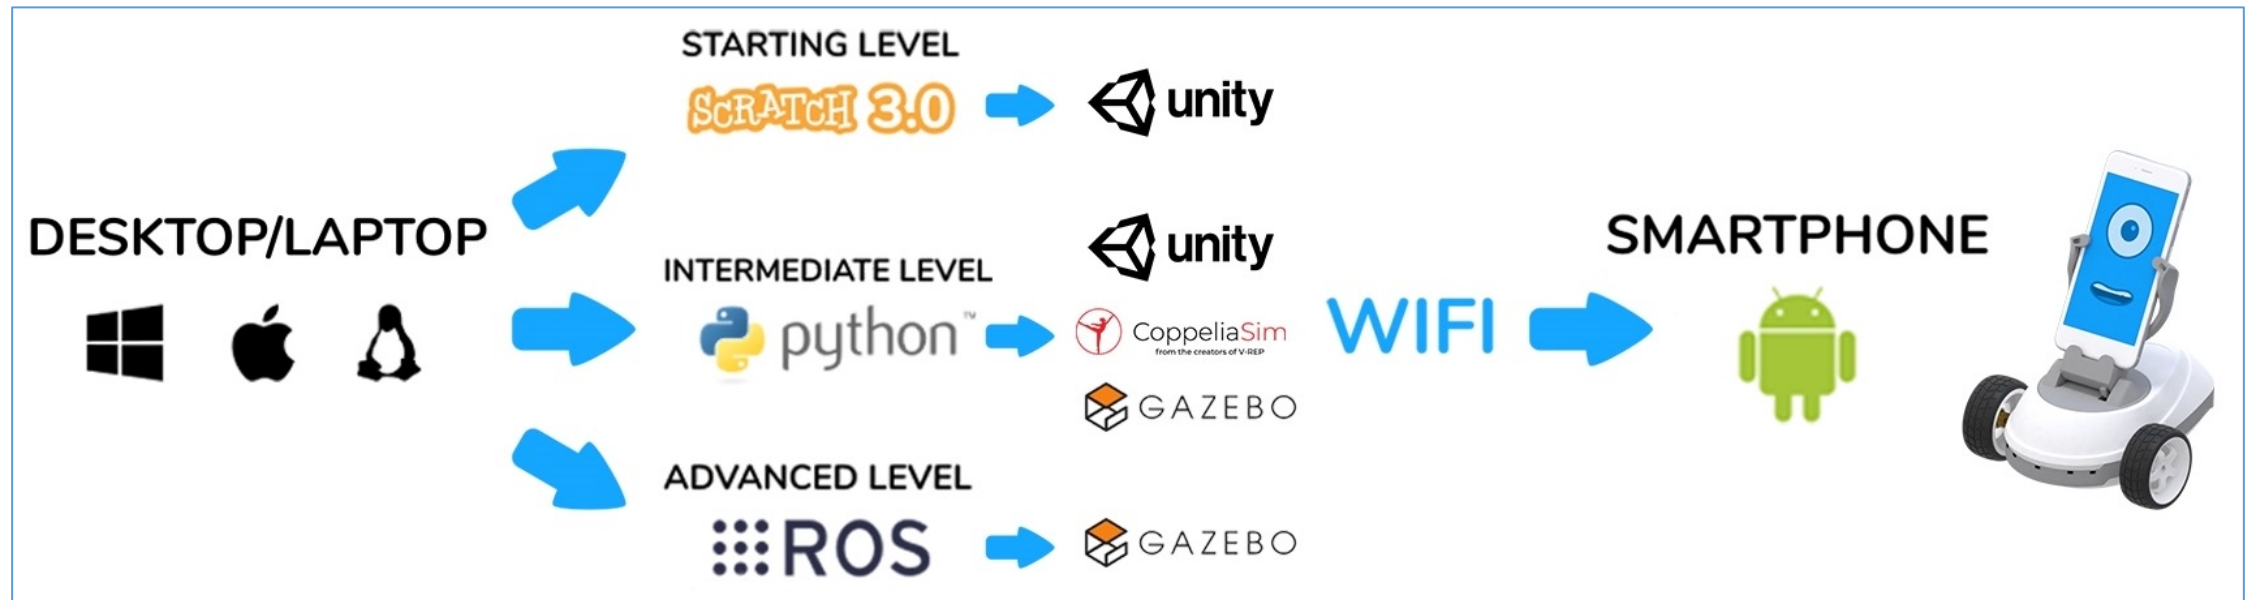 DESKTOP/LAPTOP
STARTING LEVEL
SCRATCH 3.0
unity
INTERMEDIATE LEVEL
python™
unity
CoppeliaSim
from the creators of V-REP
GAZEBO
ADVANCED LEVEL
ROS
GAZEBO
WIFI
SMARTPHONE